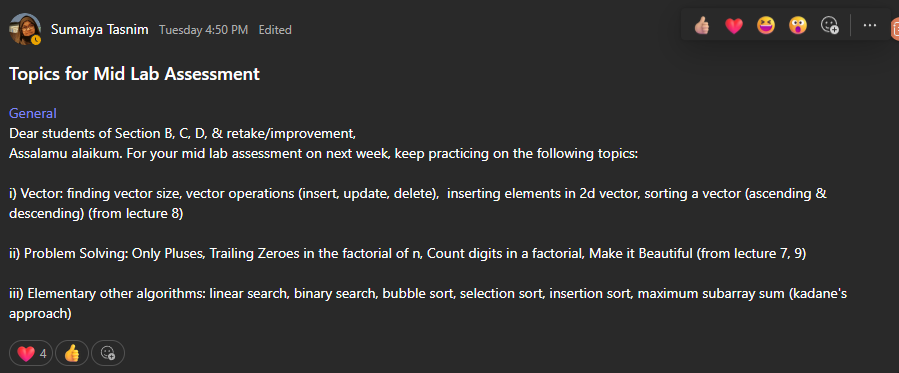 Sumaiya Tasnim Tuesday 4:50 PM Edited
Topics for Mid Lab Assessment
General
Dear students of Section B, C, D, & retake/improvement,
Assalamu alaikum. For your mid lab assessment on next week, keep practicing on the following topics:
i) Vector: finding vector size, vector operations (insert, update, delete),  inserting elements in 2d vector, sorting a vector (ascending &
descending) (from lecture 8)
ii) Problem Solving: Only Pluses, Trailing Zeroes in the factorial of n, Count digits in a factorial, Make it Beautiful (from lecture 7, 9)
iii) Elementary other algorithms: linear search, binary search, bubble sort, selection sort, insertion sort, maximum subarray sum (kadane's
approach)
4